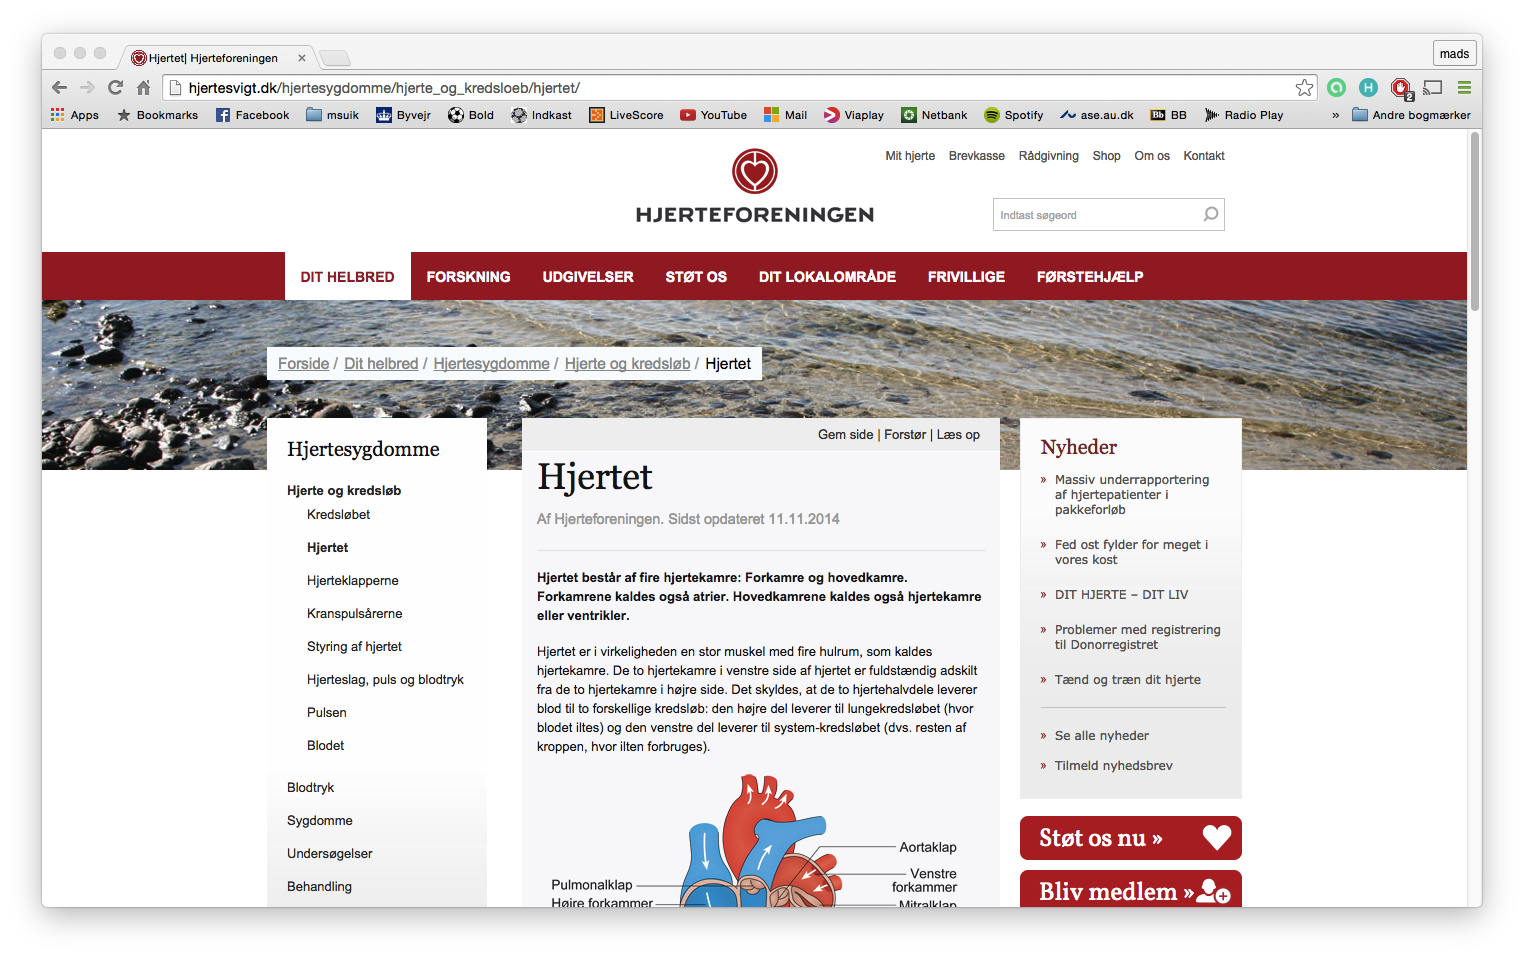 Hjertet| Hjerteforeningen
mads
hjertesvigt.dk/hjertesygdomme/hjerte_og_kredsloeb/hjertet/
2
Apps Bookmarks Facebook msuik Byvejr Bold Indkast LiveScore YouTube Mail Viaplay Netbank Spotify ase.au.dk Bb BB Radio Play » Andre bogmærker
Mit hjerte Brevkasse Rådgivning Shop Om os Kontakt
HJERTEFORENINGEN
Indtast søgeord
DIT HELBRED FORSKNING UDGIVELSER STØT OS DIT LOKALOMRÅDE FRIVILLIGE FØRSTEHJÆLP
Forside / Dit helbred / Hjertesygdomme / Hjerte og kredsløb / Hjertet
Hjertesygdomme
Hjerte og kredsløb
Kredsløbet
Hjertet
Hjerteklapperne
Kranspulsårerne
Styring af hjertet
Hjerteslag, puls og blodtryk
Pulsen
Blodet
Blodtryk
Sygdomme
Undersøgelser
Behandling
Gem side | Forstør | Læs op
Hjertet
Af Hjerteforeningen. Sidst opdateret 11.11.2014
Hjertet består af fire hjertekamre: Forkamre og hovedkamre.
Forkamrene kaldes også atrier. Hovedkamrene kaldes også hjertekamre
eller ventrikler.
Hjertet er i virkeligheden en stor muskel med fire hulrum, som kaldes
hjertekamre. De to hjertekamre i venstre side af hjertet er fuldstændig adskilt
fra de to hjertekamre i højre side. Det skyldes, at de to hjertehalvdele leverer
blod til to forskellige kredsløb: den højre del leverer til lungekredsløbet (hvor
blodet iltes) og den venstre del leverer til system-kredsløbet (dvs. resten af
kroppen, hvor ilten forbruges).
Aortaklap
Venstre
forkammer
Mitralklap
Pulmonalklap
Højre forkammer
Nyheder
» Massiv underrapportering
af hjertepatienter i
pakkeforløb
» Fed ost fylder for meget i
vores kost
» DIT HJERTE – DIT LIV
» Problemer med registrering
til Donorregistret
» Tænd og træn dit hjerte
» Se alle nyheder
» Tilmeld nyhedsbrev
Støt os nu »
Bliv medlem »